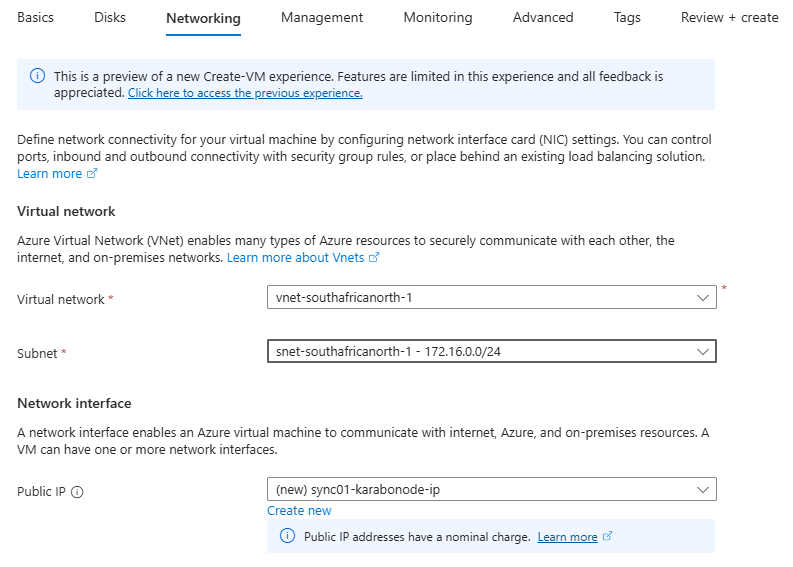 Basics Disks Networking Management Monitoring Advanced Tags Review + create
This is a preview of a new Create-VM experience. Features are limited in this experience and all feedback is
appreciated. Click here to access the previous experience.
Define network connectivity for your virtual machine by configuring network interface card (NIC) settings. You can control
ports, inbound and outbound connectivity with security group rules, or place behind an existing load balancing solution.
Learn more
Virtual network
Azure Virtual Network (VNet) enables many types of Azure resources to securely communicate with each other, the
internet, and on-premises networks. Learn more about Vnets
Virtual network * vnet-southafricanorth-1 *
Subnet * snet-southafricanorth-1 - 172.16.0.0/24
Network interface
A network interface enables an Azure virtual machine to communicate with internet, Azure, and on-premises resources. A
VM can have one or more network interfaces.
Public IP (new) sync01-karabonode-ip
Create new
Public IP addresses have a nominal charge. Learn more